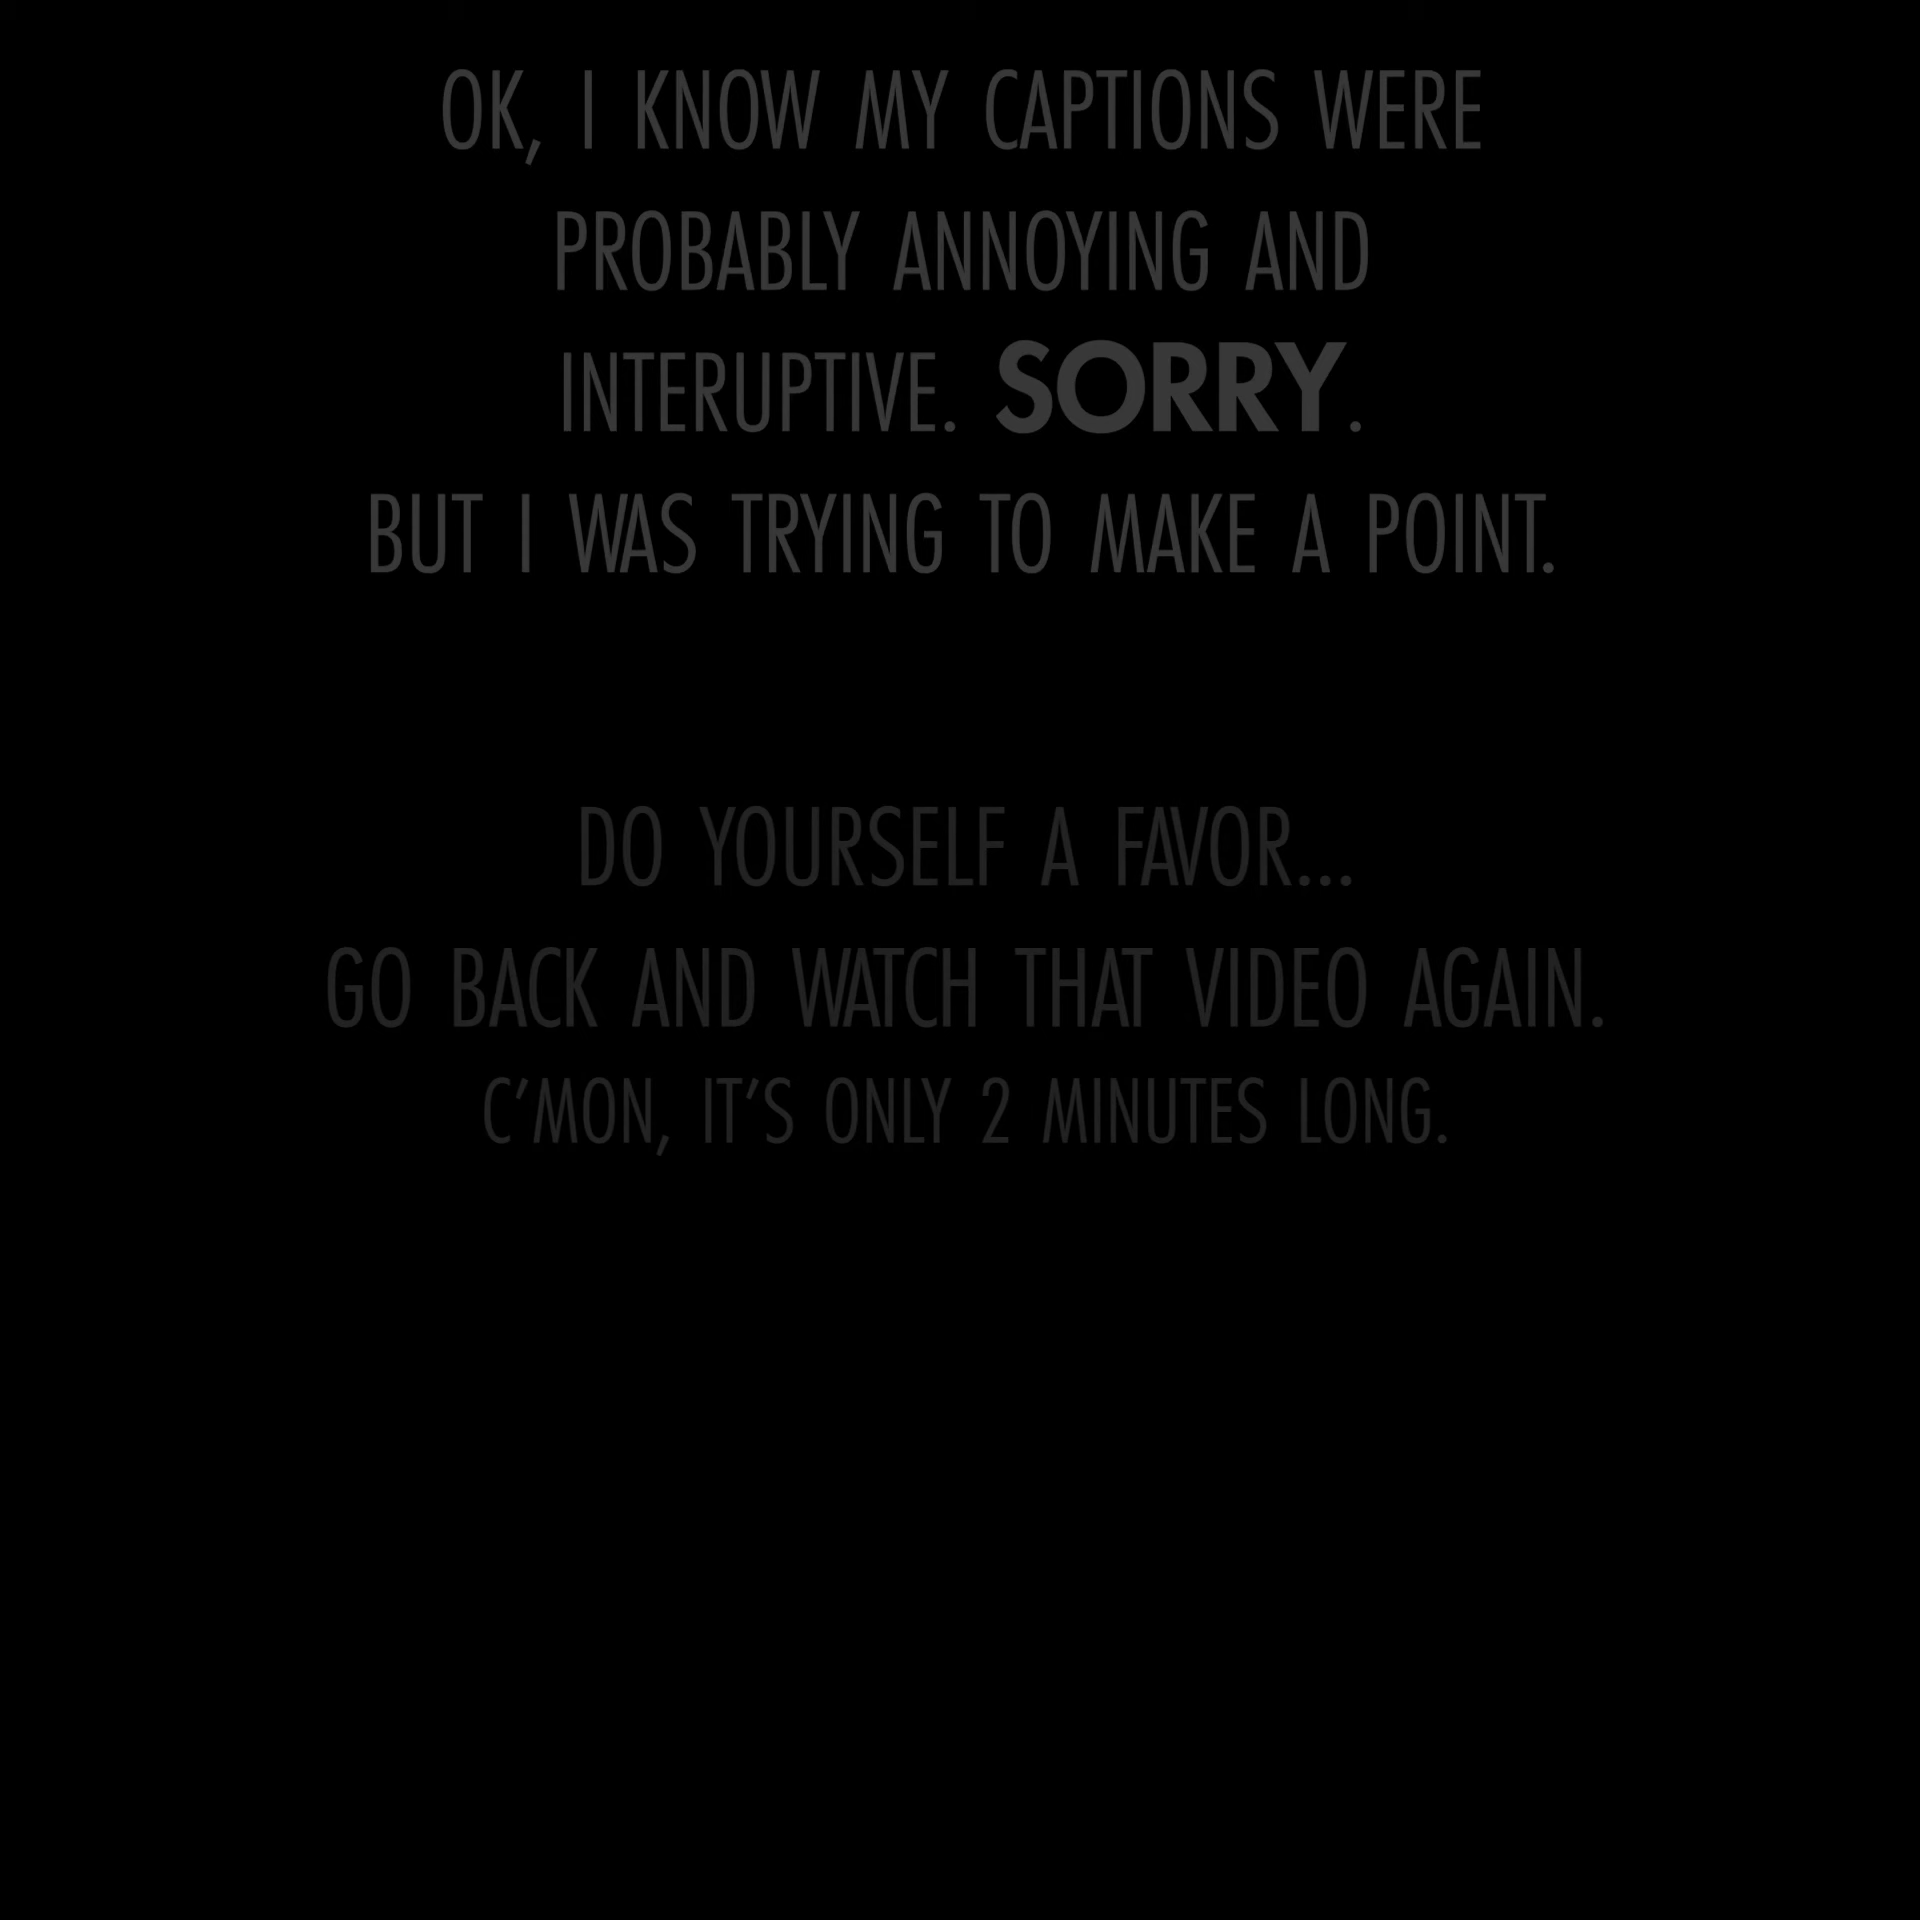 OK, I KNOW MY CAPTIONS WERE
PROBABLY ANNOYING AND
INTERUPTIVE. SORRY.
BUT I WAS TRYING TO MAKE A POINT.
DO YOURSELF A FAVOR...
GO BACK AND WATCH THAT VIDEO AGAIN.
C'MON, IT'S ONLY 2 MINUTES LONG.